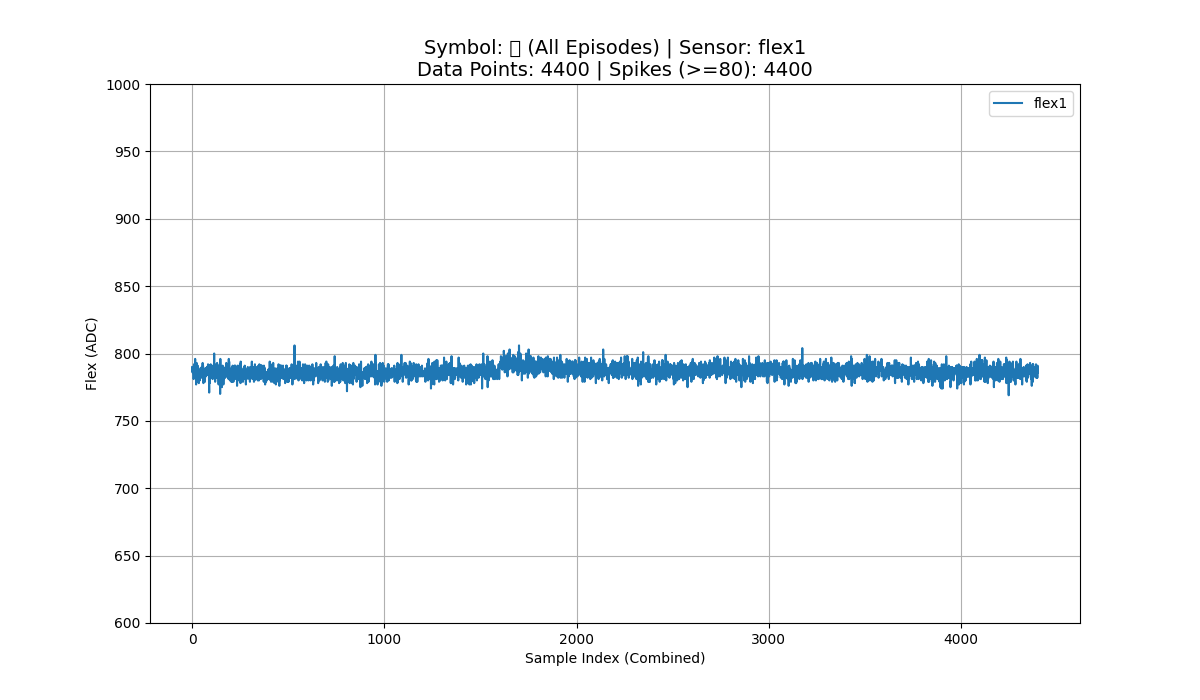 Symbol: (All Episodes) | Sensor: flex1
Data Points: 4400 | Spikes (>=80): 4400
flex1
1000
950
900
850
800
750
700
650
600
Flex (ADC)
0
1000
2000
3000
4000
Sample Index (Combined)